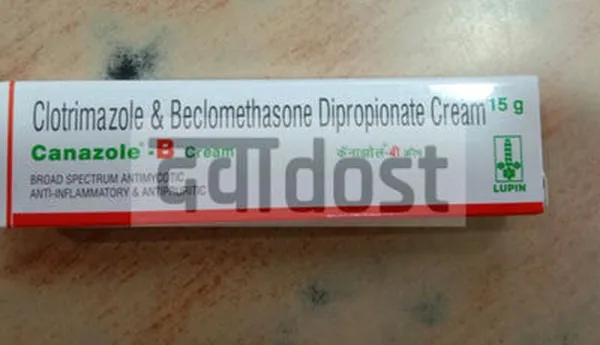 Clotrimazole & Beclomethasone Dipropionate Cream 15 g
Canazole®-B Cream कॅनाझोल®-बी क्रीम
BROAD SPECTRUM ANTIMYCOTIC
ANTI-INFLAMMATORY & ANTIPRURITIC
LUPIN
दवाdost